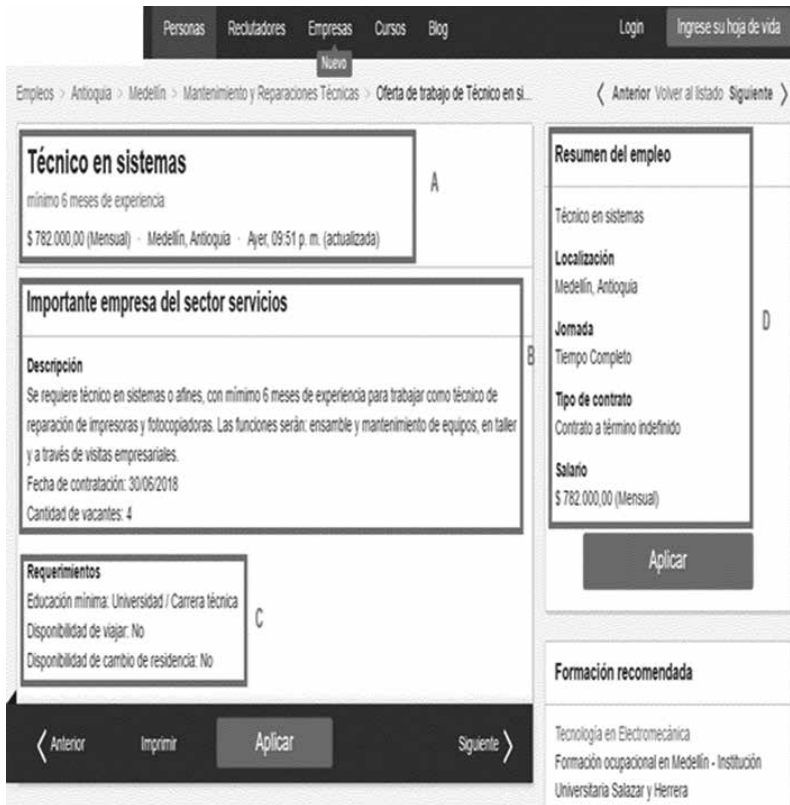 Personas Reclutadores Empresas Cursos Blog Login Ingrese su hoja de vida
Nuevo
Empleos > Antioquia > Medellín > Mantenimiento y Reparaciones Técnicas > Oferta de trabajo de Técnico en si...
Anterior Volver al listado Siguiente
Técnico en sistemas
mínimo 6 meses de experiencia
$ 782.000,00 (Mensual) · Medellín, Antioquia · Ayer, 09:51 p. m. (actualizada)
A
Importante empresa del sector servicios
Descripción
Se requiere técnico en sistemas o afines, con mímimo 6 meses de experiencia para trabajar como técnico de
reparación de impresoras y fotocopiadoras. Las funciones serán: ensamble y mantenimiento de equipos, en taller
y a través de visitas empresariales.
Fecha de contratación: 30/06/2018
Cantidad de vacantes: 4
B
Requerimientos
Educación mínima: Universidad / Carrera técnica
Disponibilidad de viajar: No
Disponibilidad de cambio de residencia: No
C
Anterior Imprimir Aplicar Siguiente
Resumen del empleo
Técnico en sistemas
Localización
Medellín, Antioquia
Jornada
Tiempo Completo
Tipo de contrato
Contrato a término indefinido
Salario
$ 782.000,00 (Mensual)
D
Aplicar
Formación recomendada
Tecnología en Electromecánica
Formación ocupacional en Medellín - Institución
Universitaria Salazar y Herrera